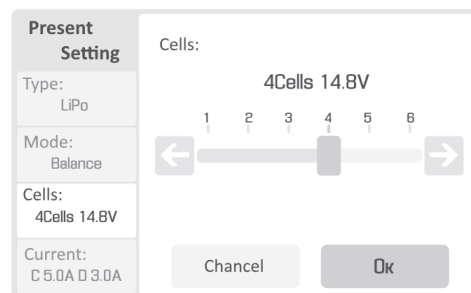 Present
Setting
Type:
LiPo
Mode:
Balance
Cells:
4Cells 14.8V
Current:
C 5.0A D 3.0A
Cells:
4Cells 14.8V
1 2 3 4 5 6
Chancel
Ok